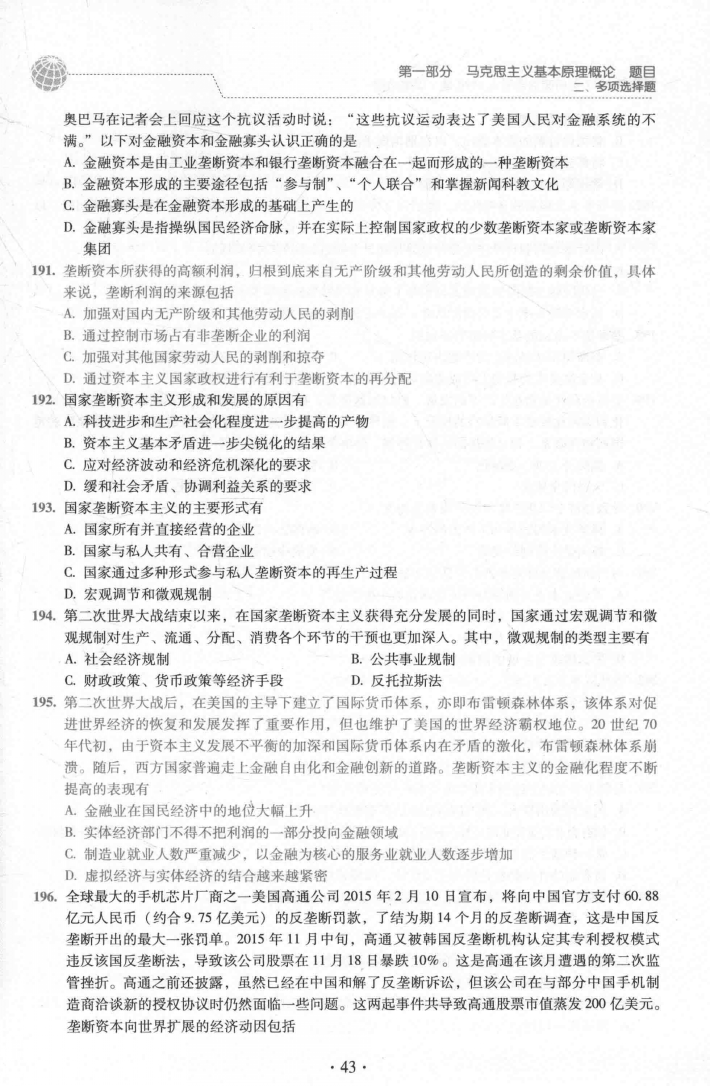 第一部分 马克思主义基本原理概论 题目
二、多项选择题
奥巴马在记者会上回应这个抗议活动时说：“这些抗议运动表达了美国人民对金融系统的不
满。”以下对金融资本和金融寡头认识正确的是
A. 金融资本是由工业垄断资本和银行垄断资本融合在一起而形成的一种垄断资本
B. 金融资本形成的主要途径包括“参与制”、“个人联合”和掌握新闻科教文化
C. 金融寡头是在金融资本形成的基础上产生的
D. 金融寡头是指操纵国民经济命脉，并在实际上控制国家政权的少数垄断资本家或垄断资本家
集团
191. 垄断资本所获得的高额利润，归根到底来自无产阶级和其他劳动人民所创造的剩余价值，具体
来说，垄断利润的来源包括
A. 加强对国内无产阶级和其他劳动人民的剥削
B. 通过控制市场占有非垄断企业的利润
C. 加强对其他国家劳动人民的剥削和掠夺
D. 通过资本主义国家政权进行有利于垄断资本的再分配
192. 国家垄断资本主义形成和发展的原因有
A. 科技进步和生产社会化程度进一步提高的产物
B. 资本主义基本矛盾进一步尖锐化的结果
C. 应对经济波动和经济危机深化的要求
D. 缓和社会矛盾、协调利益关系的要求
193. 国家垄断资本主义的主要形式有
A. 国家所有并直接经营的企业
B. 国家与私人共有、合营企业
C. 国家通过多种形式参与私人垄断资本的再生产过程
D. 宏观调节和微观规制
194. 第二次世界大战结束以来，在国家垄断资本主义获得充分发展的同时，国家通过宏观调节和微
观规制对生产、流通、分配、消费各个环节的干预也更加深入。其中，微观规制的类型主要有
A. 社会经济规制 B. 公共事业规制
C. 财政政策、货币政策等经济手段 D. 反托拉斯法
195. 第二次世界大战后，在美国的主导下建立了国际货币体系，亦即布雷顿森林体系，该体系对促
进世界经济的恢复和发展发挥了重要作用，但也维护了美国的世界经济霸权地位。20 世纪 70
年代初，由于资本主义发展不平衡的加深和国际货币体系内在矛盾的激化，布雷顿森林体系崩
溃。随后，西方国家普遍走上金融自由化和金融创新的道路。垄断资本主义的金融化程度不断
提高的表现有
A. 金融业在国民经济中的地位大幅上升
B. 实体经济部门不得不把利润的一部分投向金融领域
C. 制造业就业人数严重减少，以金融为核心的服务业就业人数逐步增加
D. 虚拟经济与实体经济的结合越来越紧密
196. 全球最大的手机芯片厂商之一美国高通公司 2015 年 2 月 10 日宣布，将向中国官方支付 60.88
亿元人民币（约合 9.75 亿美元）的反垄断罚款，了结为期 14 个月的反垄断调查，这是中国反
垄断开出的最大一张罚单。2015 年 11 月中旬，高通又被韩国反垄断机构认定其专利授权模式
违反该国反垄断法，导致该公司股票在 11 月 18 日暴跌 10%。这是高通在该月遭遇的第二次监
管挫折。高通之前还披露，虽然已经在中国和解了反垄断诉讼，但该公司在与部分中国手机制
造商洽谈新的授权协议时仍然面临一些问题。这两起事件共导致高通股票市值蒸发 200 亿美元。
垄断资本向世界扩展的经济动因包括
· 43 ·